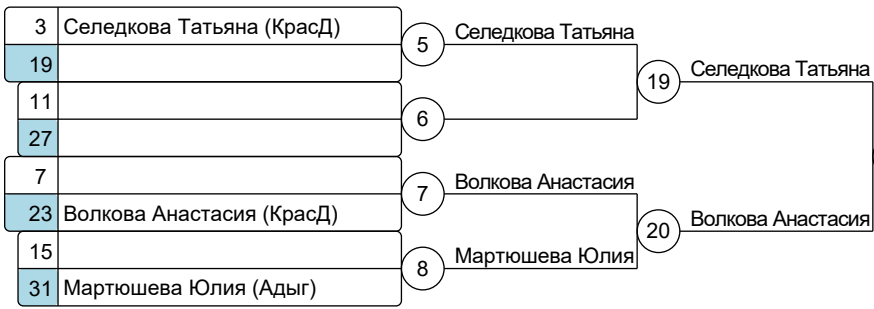 3 Селедкова Татьяна (КрасД)
19
5 Селедкова Татьяна
11
27
6
19 Селедкова Татьяна
7
23 Волкова Анастасия (КрасД)
7 Волкова Анастасия
15
31 Мартюшева Юлия (Адыг)
8 Мартюшева Юлия
20 Волкова Анастасия